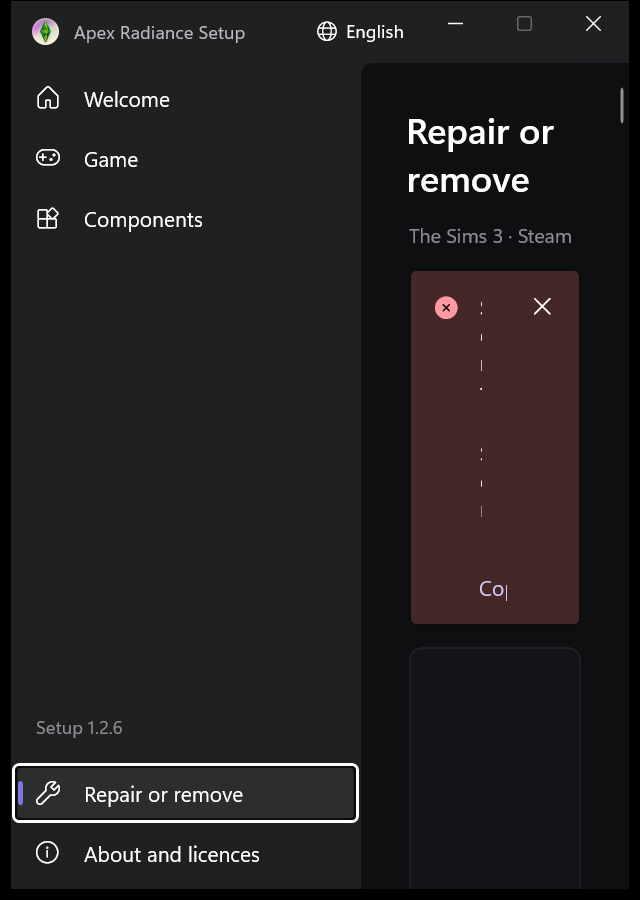 Apex Radiance Setup
English
Welcome
Game
Components
Setup 1.2.6
Repair or remove
About and licences
Repair or
remove
The Sims 3 · Steam